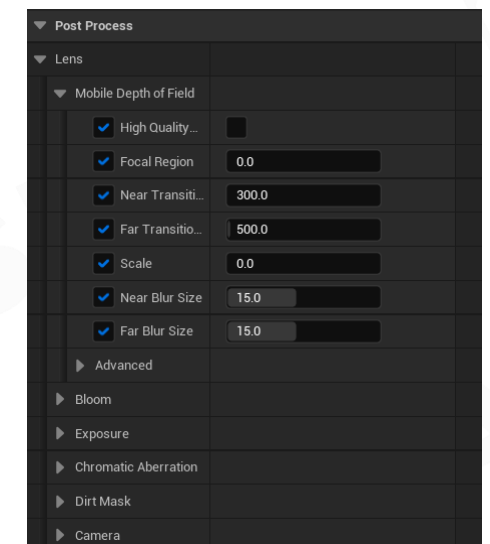 Post Process
Lens
Mobile Depth of Field
High Quality...
Focal Region 0.0
Near Transiti... 300.0
Far Transitio... 500.0
Scale 0.0
Near Blur Size 15.0
Far Blur Size 15.0
Advanced
Bloom
Exposure
Chromatic Aberration
Dirt Mask
Camera